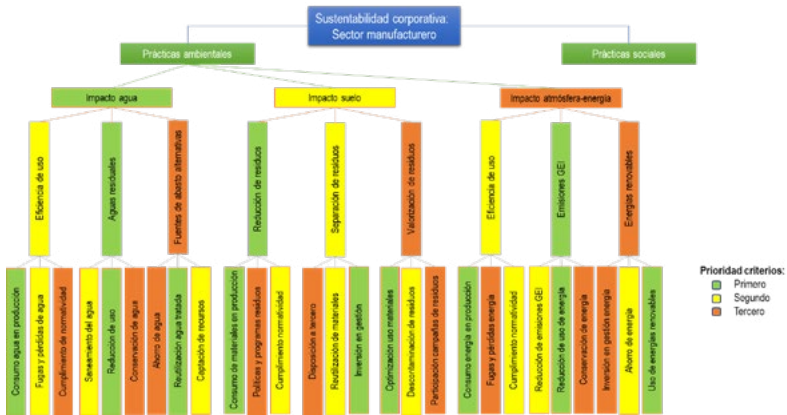 Sustentabilidad corporativa:
Sector manufacturero
Prácticas ambientales
Prácticas sociales
Impacto agua
Impacto suelo
Impacto atmósfera-energía
Eficiencia de uso
Aguas residuales
Fuentes de abasto alternativas
Reducción de residuos
Separación de residuos
Valorización de residuos
Eficiencia de uso
Emisiones GEI
Energías renovables
Consumo agua en producción
Fugas y pérdidas de agua
Cumplimiento de normatividad
Saneamiento del agua
Reducción de uso
Conservación de agua
Ahorro de agua
Reutilización agua tratada
Captación de recursos
Consumo de materiales en producción
Políticas y programas residuos
Cumplimiento normatividad
Disposición a tercero
Reutilización de materiales
Inversión en gestión
Optimización uso materiales
Descontaminación de residuos
Participación campañas de residuos
Consumo energía en producción
Fugas y pérdidas energía
Cumplimiento normatividad
Reducción de emisiones GEI
Reducción de uso de energía
Conservación de energía
Inversión en gestión energía
Ahorro de energía
Uso de energías renovables
Prioridad criterios:
Primero
Segundo
Tercero